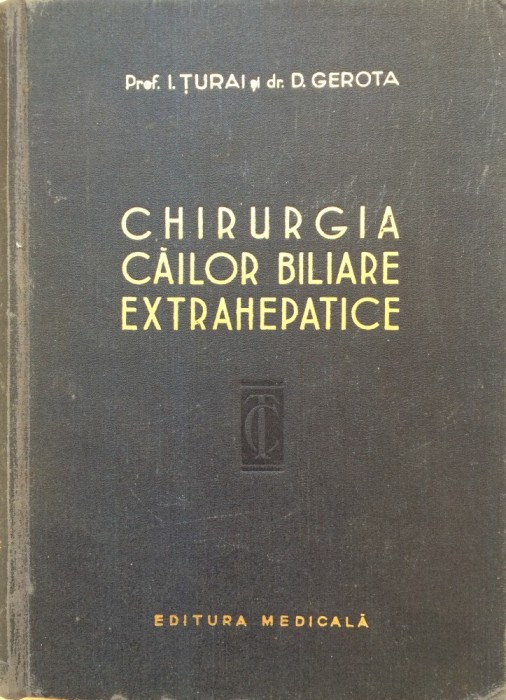 Prof. I. ȚURAI și dr. D. GEROTA
CHIRURGIA
CĂILOR BILIARE
EXTRAHEPATICE
EDITURA MEDICALĂ